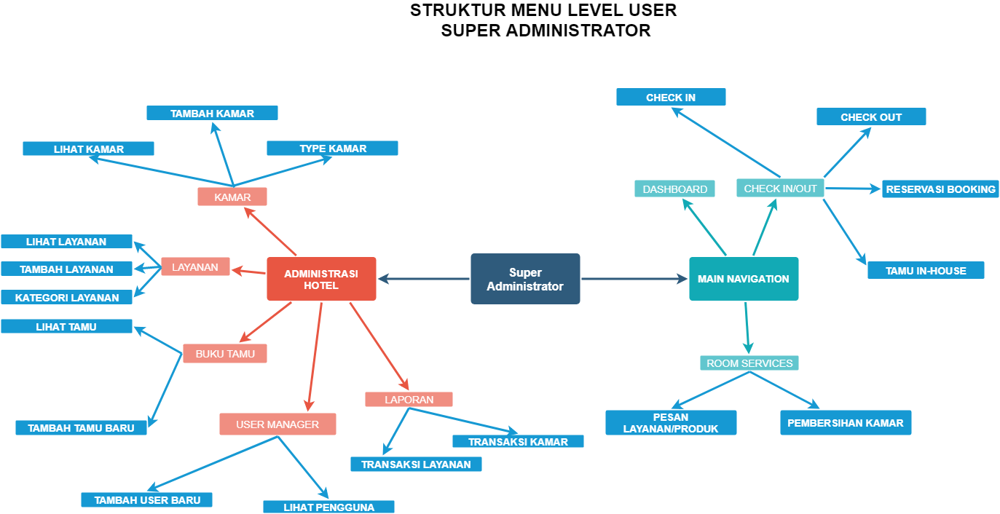 STRUKTUR MENU LEVEL USER
SUPER ADMINISTRATOR
CHECK IN
TAMBAH KAMAR
CHECK OUT
LIHAT KAMAR
TYPE KAMAR
KAMAR
DASHBOARD
CHECK IN/OUT
RESERVASI BOOKING
LIHAT LAYANAN
TAMBAH LAYANAN
KATEGORI LAYANAN
LAYANAN
ADMINISTRASI
HOTEL
Super
Administrator
MAIN NAVIGATION
TAMU IN-HOUSE
LIHAT TAMU
BUKU TAMU
ROOM SERVICES
LAPORAN
TAMBAH TAMU BARU
USER MANAGER
PESAN
LAYANAN/PRODUK
PEMBERSIHAN KAMAR
TRANSAKSI KAMAR
TRANSAKSI LAYANAN
TAMBAH USER BARU
LIHAT PENGGUNA